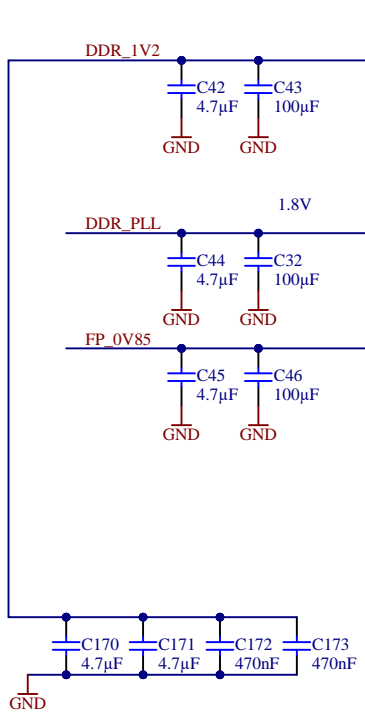 DDR_1V2
C42 C43
4.7µF 100µF
GND GND
1.8V
DDR_PLL
C44 C32
4.7µF 100µF
GND GND
FP_0V85
C45 C46
4.7µF 100µF
GND GND
C170 C171 C172 C173
4.7µF 4.7µF 470nF 470nF
GND